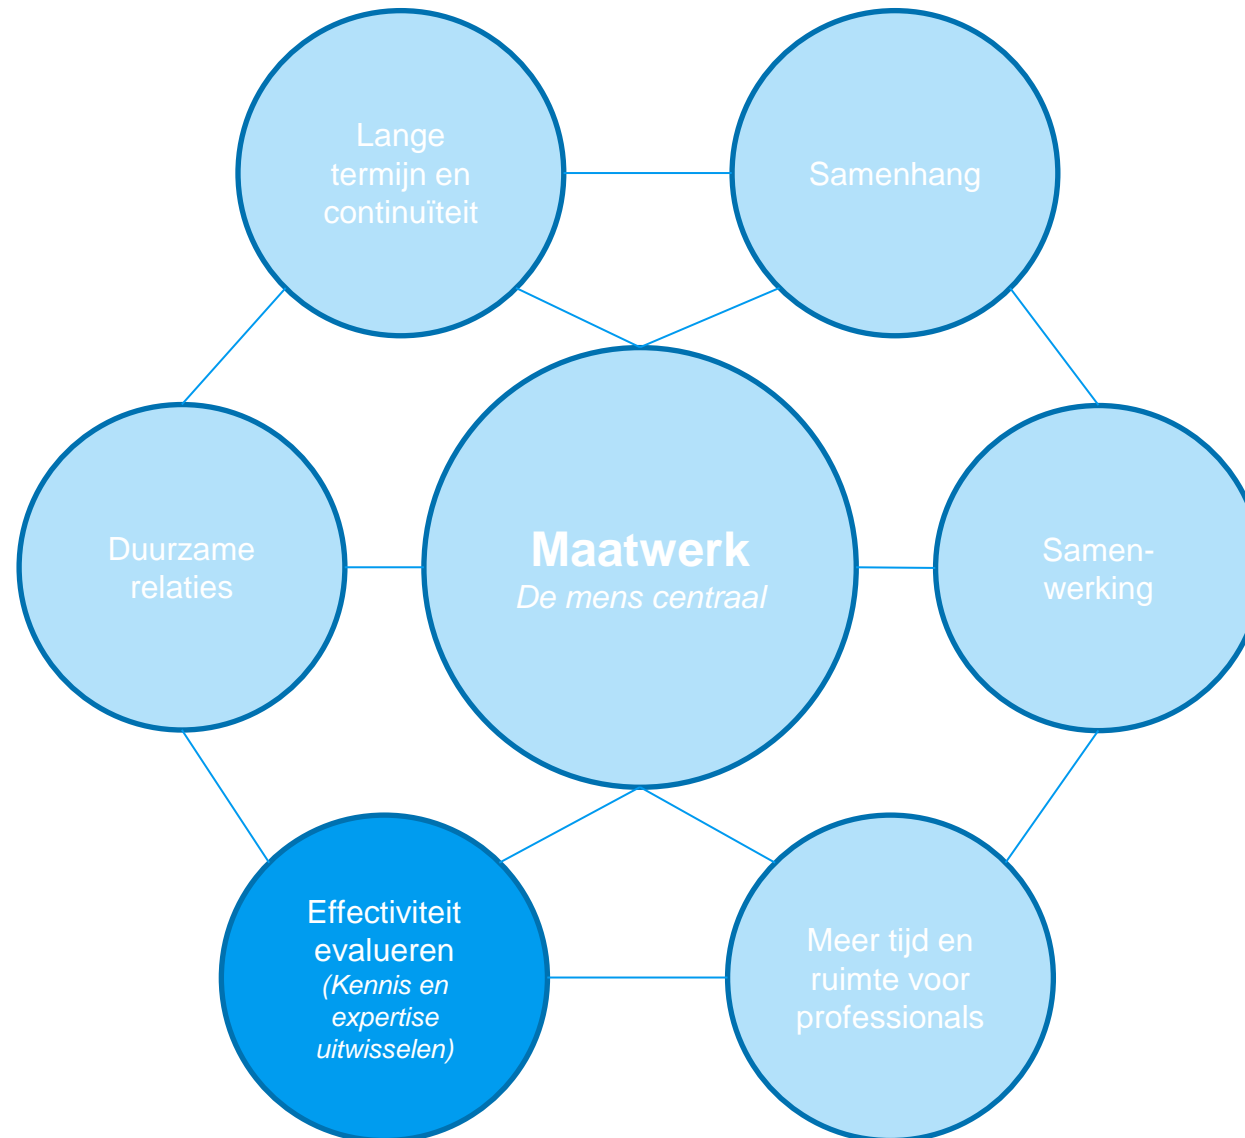 Lange
termijn en
continuïteit
Samenhang
Duurzame
relaties
Maatwerk
De mens centraal
Samen-
werking
Effectiviteit
evalueren
(Kennis en
expertise
uitwisselen)
Meer tijd en
ruimte voor
professionals